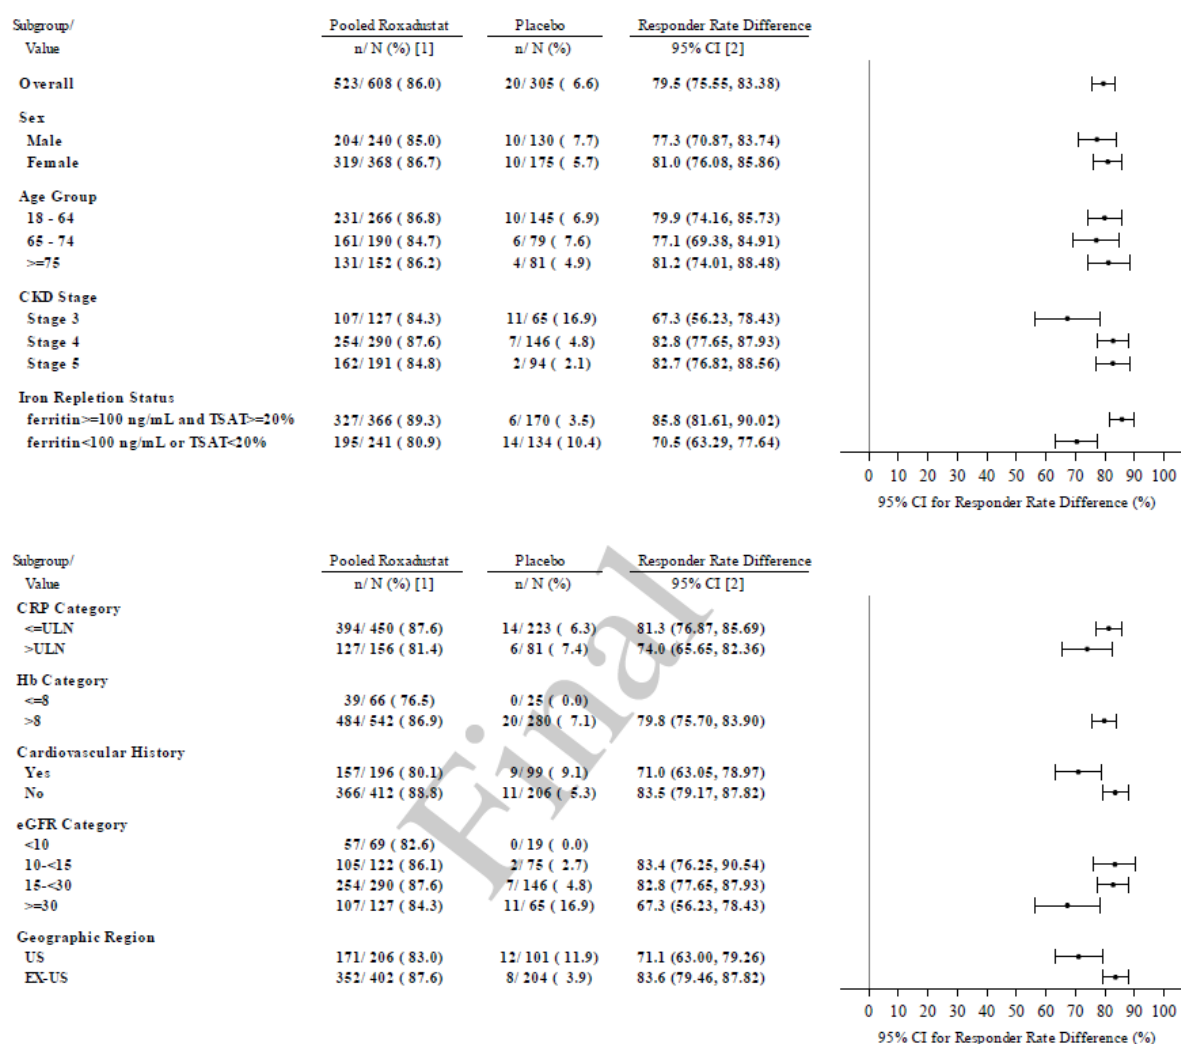 Subgroup/ Pooled Roxadustat Placebo Responder Rate Difference
Value n/ N (%) [1] n/ N (%) 95% CI [2]
Overall 523/ 608 ( 86.0) 20/ 305 ( 6.6) 79.5 (75.55, 83.38)
Sex
Male 204/ 240 ( 85.0) 10/ 130 ( 7.7) 77.3 (70.87, 83.74)
Female 319/ 368 ( 86.7) 10/ 175 ( 5.7) 81.0 (76.08, 85.86)
Age Group
18 - 64 231/ 266 ( 86.8) 10/ 145 ( 6.9) 79.9 (74.16, 85.73)
65 - 74 161/ 190 ( 84.7) 6/ 79 ( 7.6) 77.1 (69.38, 84.91)
>=75 131/ 152 ( 86.2) 4/ 81 ( 4.9) 81.2 (74.01, 88.48)
CKD Stage
Stage 3 107/ 127 ( 84.3) 11/ 65 ( 16.9) 67.3 (56.23, 78.43)
Stage 4 254/ 290 ( 87.6) 7/ 146 ( 4.8) 82.8 (77.65, 87.93)
Stage 5 162/ 191 ( 84.8) 2/ 94 ( 2.1) 82.7 (76.82, 88.56)
Iron Repletion Status
ferritin>=100 ng/mL and TSAT>=20% 327/ 366 ( 89.3) 6/ 170 ( 3.5) 85.8 (81.61, 90.02)
ferritin<100 ng/mL or TSAT<20% 195/ 241 ( 80.9) 14/ 134 ( 10.4) 70.5 (63.29, 77.64)
0 10 20 30 40 50 60 70 80 90 100
95% CI for Responder Rate Difference (%)
Subgroup/ Pooled Roxadustat Placebo Responder Rate Difference
Value n/ N (%) [1] n/ N (%) 95% CI [2]
CRP Category
<=ULN 394/ 450 ( 87.6) 14/ 223 ( 6.3) 81.3 (76.87, 85.69)
>ULN 127/ 156 ( 81.4) 6/ 81 ( 7.4) 74.0 (65.65, 82.36)
Hb Category
<=8 39/ 66 ( 76.5) 0/ 25 ( 0.0)
>8 484/ 542 ( 86.9) 20/ 280 ( 7.1) 79.8 (75.70, 83.90)
Cardiovascular History
Yes 157/ 196 ( 80.1) 9/ 99 ( 9.1) 71.0 (63.05, 78.97)
No 366/ 412 ( 88.8) 11/ 206 ( 5.3) 83.5 (79.17, 87.82)
eGFR Category
<10 57/ 69 ( 82.6) 0/ 19 ( 0.0)
10-<15 105/ 122 ( 86.1) 2/ 75 ( 2.7) 83.4 (76.25, 90.54)
15-<30 254/ 290 ( 87.6) 7/ 146 ( 4.8) 82.8 (77.65, 87.93)
>=30 107/ 127 ( 84.3) 11/ 65 ( 16.9) 67.3 (56.23, 78.43)
Geographic Region
US 171/ 206 ( 83.0) 12/ 101 ( 11.9) 71.1 (63.00, 79.26)
EX-US 352/ 402 ( 87.6) 8/ 204 ( 3.9) 83.6 (79.46, 87.82)
0 10 20 30 40 50 60 70 80 90 100
95% CI for Responder Rate Difference (%)
Final